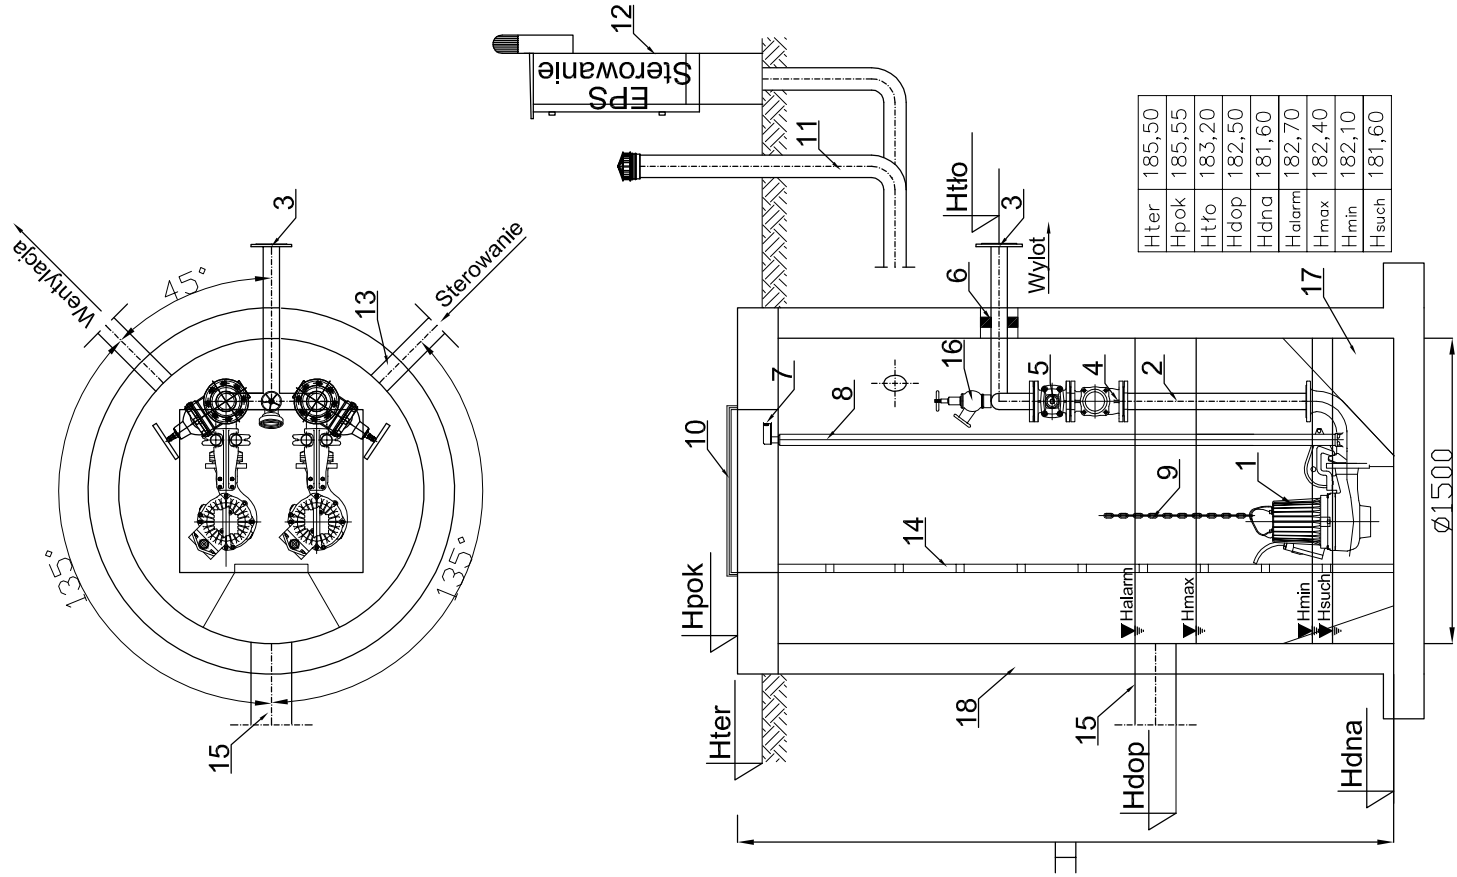 Wentylacja
45°
3
Sterowanie
13
135°
135°
15
12
EPS
Sterowanie
11
Htło
3
Wylot
6
16
5
4
2
17
7
8
10
9
1
14
Halarm
Hmax
Hmin
Hsuch
Hpok
Hter
18
15
Hdop
Hdna
H
Ø1500
Hter 185,50
Hpok 185,55
Htło 183,20
Hdop 182,50
Hdna 181,60
Halarm 182,70
Hmax 182,40
Hmin 182,10
Hsuch 181,60